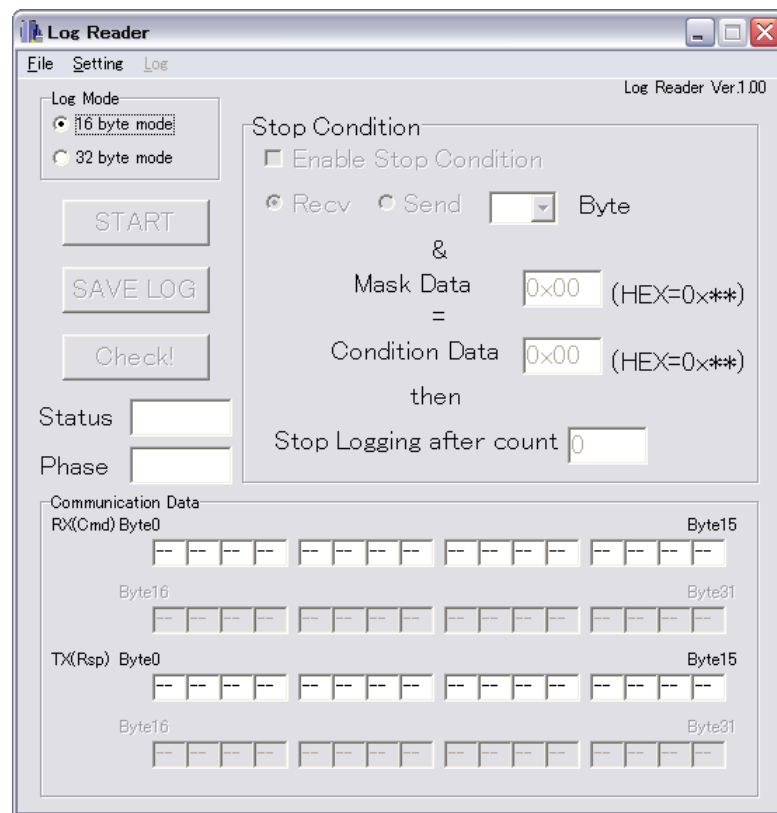 Log Reader
File Setting Log
Log Reader Ver.1.00
Log Mode
16 byte mode
32 byte mode
START
SAVE LOG
Check!
Status
Phase
Stop Condition
Enable Stop Condition
Recv Send Byte
&
Mask Data 0x00 (HEX=0x**)
=
Condition Data 0x00 (HEX=0x**)
then
Stop Logging after count 0
Communication Data
RX(Cmd) Byte0 Byte15
-- -- -- -- -- -- -- -- -- -- -- -- -- -- -- --
Byte16 Byte31
-- -- -- -- -- -- -- -- -- -- -- -- -- -- -- --
TX(Rsp) Byte0 Byte15
-- -- -- -- -- -- -- -- -- -- -- -- -- -- -- --
Byte16 Byte31
-- -- -- -- -- -- -- -- -- -- -- -- -- -- -- --